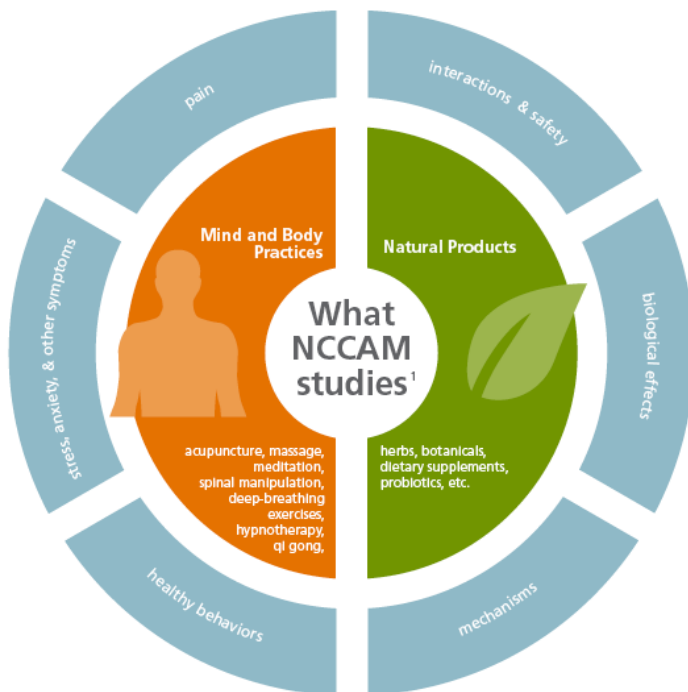 pain
interactions & safety
Mind and Body
Practices
Natural Products
stress, anxiety, & other symptoms
What
NCCAM
studies¹
biological effects
acupuncture, massage,
meditation,
spinal manipulation,
deep-breathing
exercises,
hypnotherapy,
qi gong,
herbs, botanicals,
dietary supplements,
probiotics, etc.
healthy behaviors
mechanisms